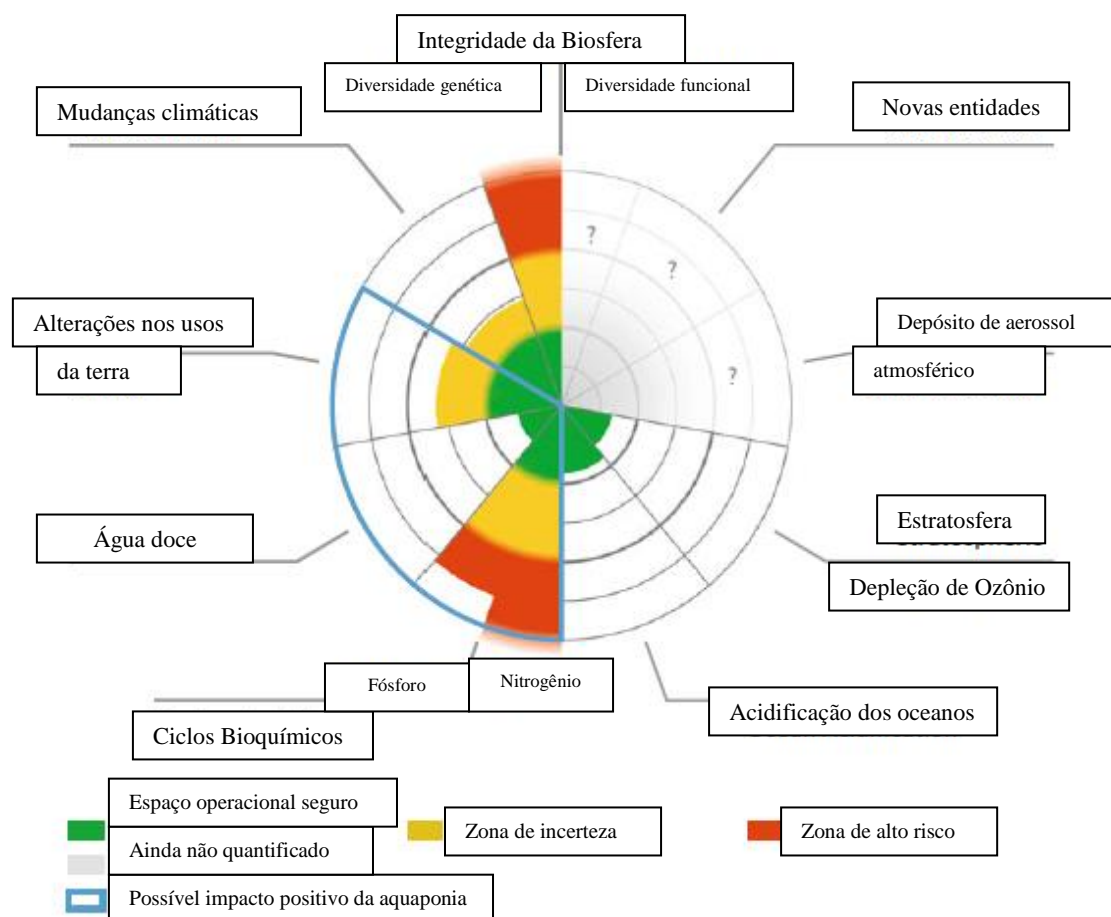 Integridade da Biosfera
Diversidade genética
Diversidade funcional
Mudanças climáticas
Novas entidades
?
?
?
Alterações nos usos
da terra
Depósito de aerossol
atmosférico
Água doce
Estratosfera
Depleção de Ozônio
Fósforo
Nitrogênio
Ciclos Bioquímicos
Acidificação dos oceanos
Espaço operacional seguro
Zona de incerteza
Zona de alto risco
Ainda não quantificado
Possível impacto positivo da aquaponia